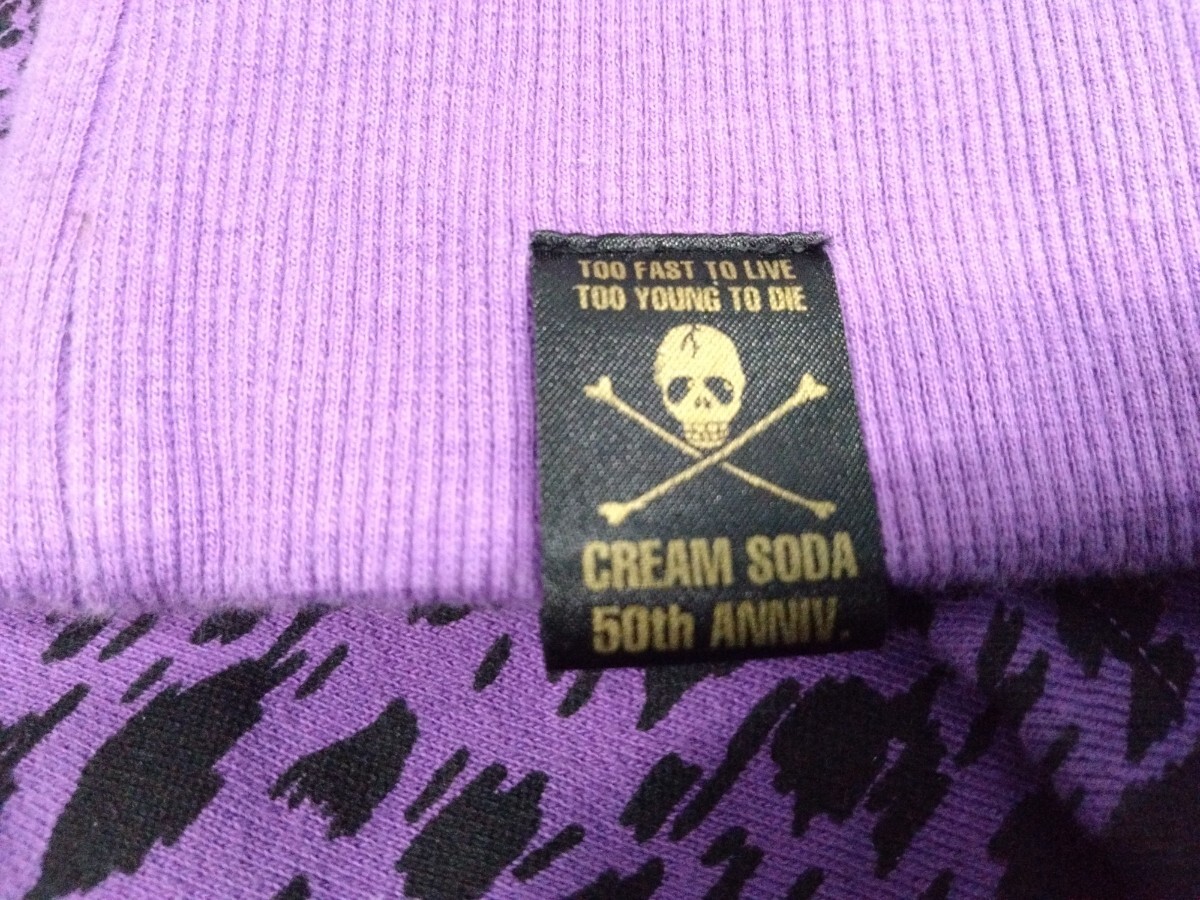 TOO FAST TO LIVE
TOO YOUNG TO DIE
CREAM SODA
50th ANNIV.